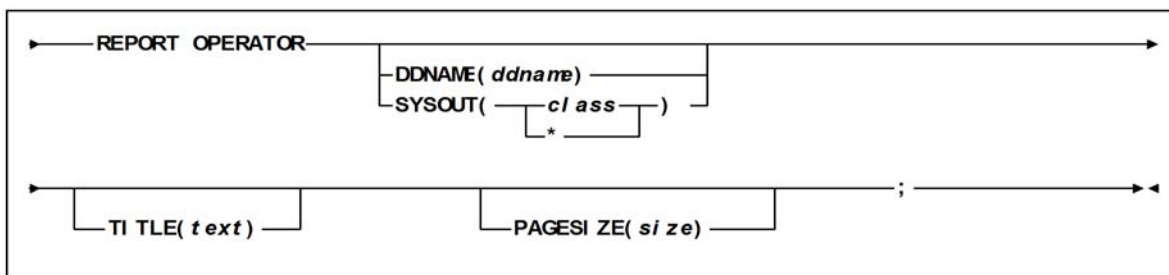 REPORT OPERATOR
DDNAME(ddname)
SYSOUT( class )
*
;
TITLE(text) PAGESIZE(size)